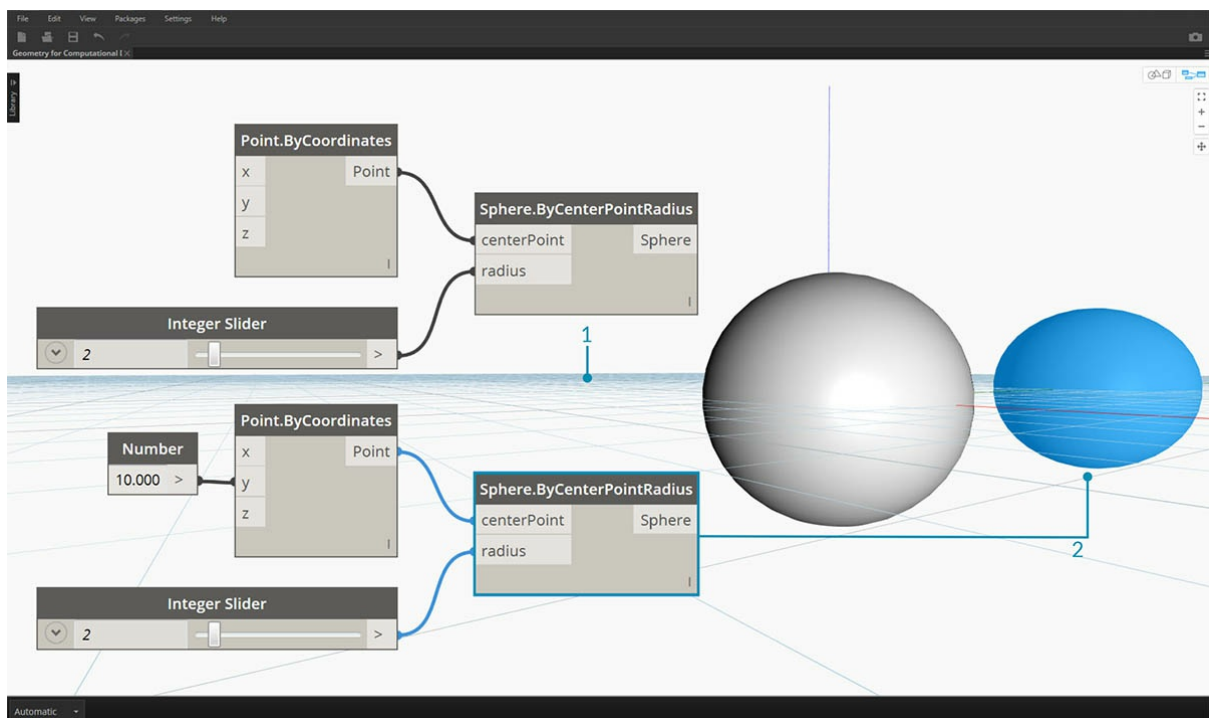 File Edit View Packages Settings Help
Geometry for Computational I
Library
Point.ByCoordinates
x Point
y
z
l
Sphere.ByCenterPointRadius
centerPoint Sphere
radius
l
Integer Slider
2 >
1
Point.ByCoordinates
Number
x Point
10.000 >
y
z
l
Sphere.ByCenterPointRadius
centerPoint Sphere
radius
l
2
Integer Slider
2 >
Automatic